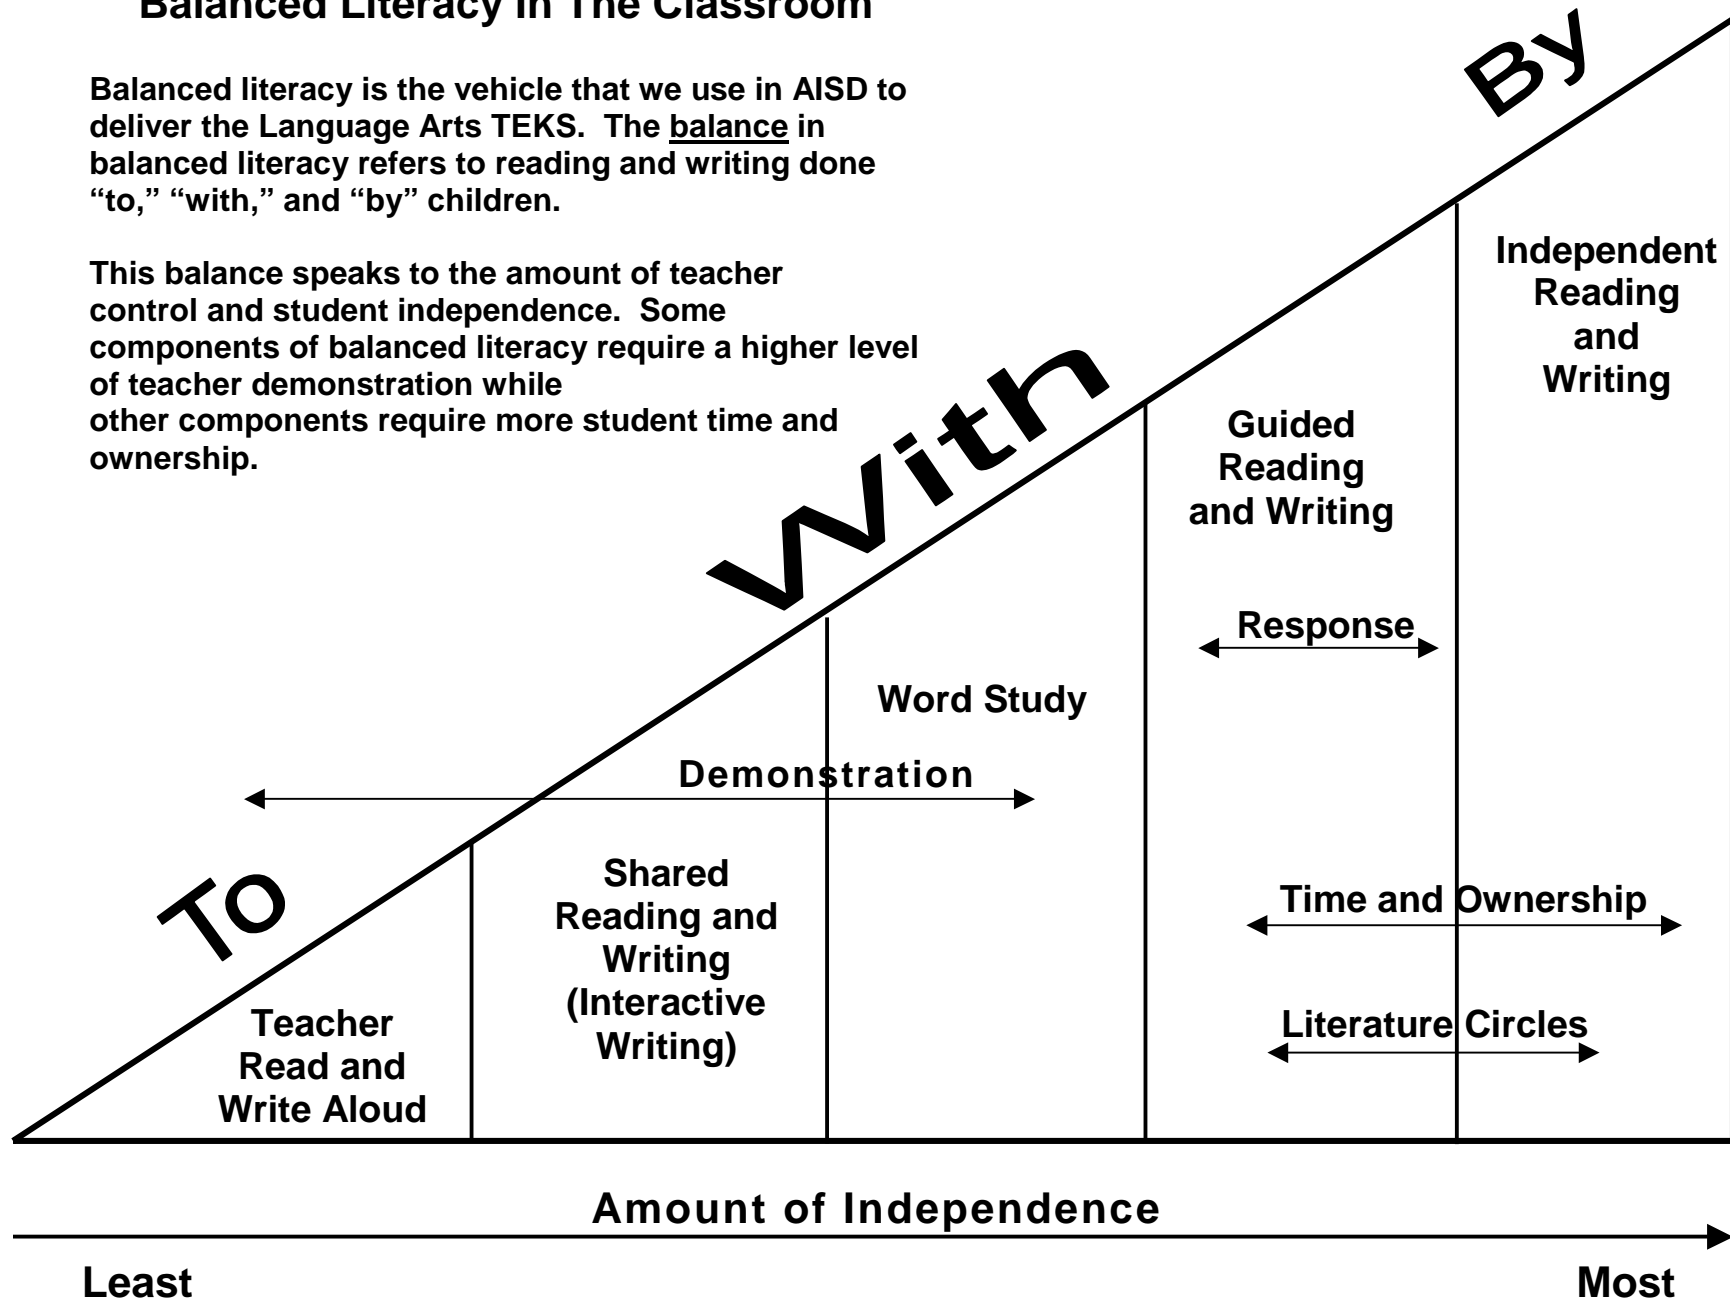 Balanced Literacy In The Classroom
Balanced literacy is the vehicle that we use in AISD to
deliver the Language Arts TEKS.  The balance in
balanced literacy refers to reading and writing done
“to,” “with,” and “by” children.
This balance speaks to the amount of teacher
control and student independence.  Some
components of balanced literacy require a higher level
of teacher demonstration while
other components require more student time and
ownership.
To
With
By
Teacher
Read and
Write Aloud
Shared
Reading and
Writing
(Interactive
Writing)
Word Study
Demonstration
Guided
Reading
and Writing
Response
Independent
Reading
and
Writing
Time and Ownership
Literature Circles
Amount of Independence
Least
Most